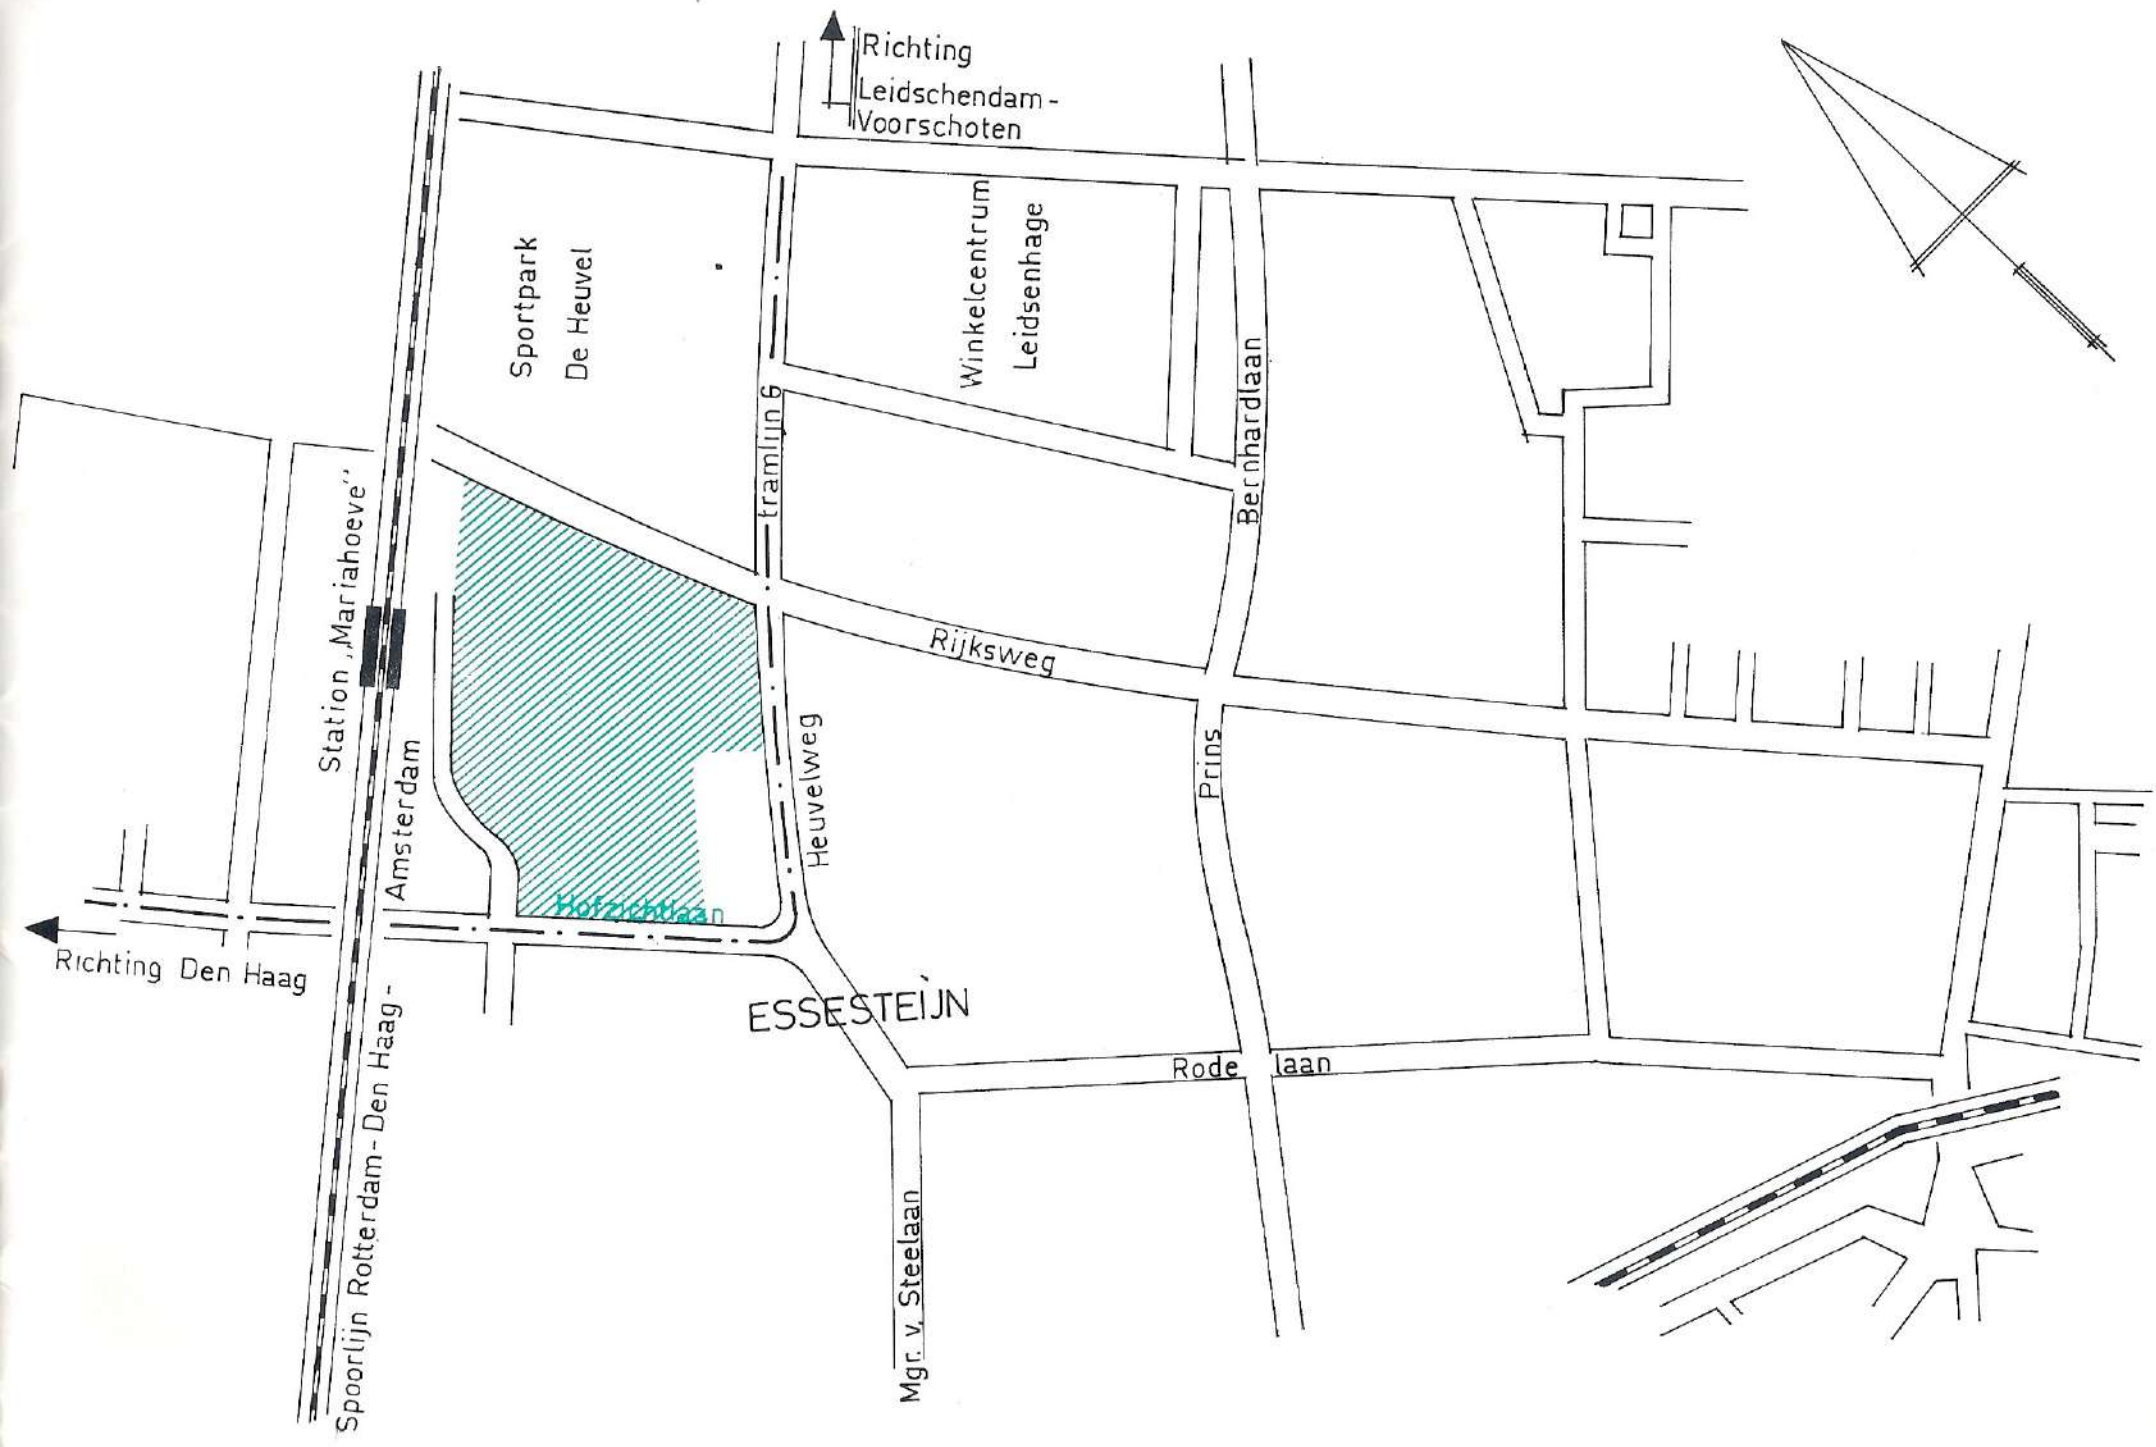 Richting
Leidschendam-
Voorschoten
Sportpark
De Heuvel
Winkelcentrum
Leidsenhage
tramlijn 6
Bernhardlaan
Station „Mariahoeve”
Rijksweg
Prins
Heuvelweg
Amsterdam
Hofzichtlaan
Richting Den Haag
ESSESTEIJN
Rode laan
Spoorlijn Rotterdam-Den Haag-
Mgr. v. Steelaan